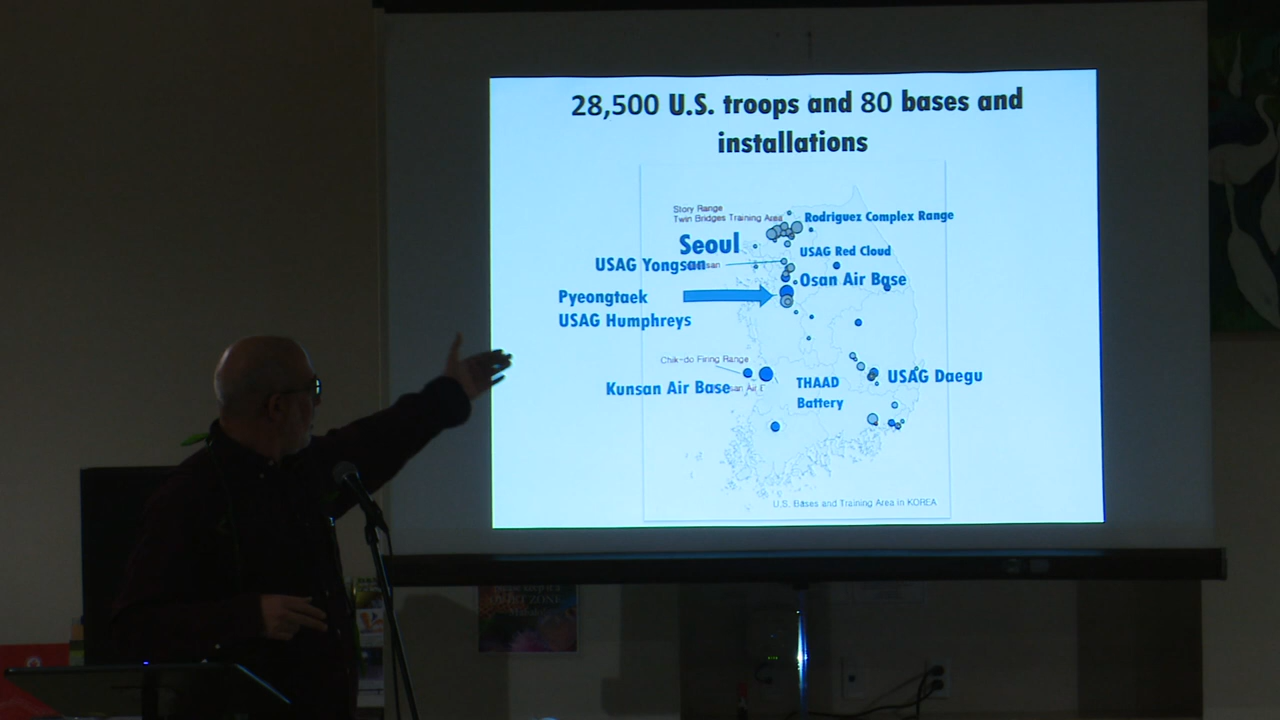 28,500 U.S. troops and 80 bases and
installations
Story Range
Twin Bridges Training Area
Rodriguez Complex Range
Seoul
USAG Red Cloud
USAG Yongsan
Osan Air Base
Pyeongtaek
USAG Humphreys
Chik-do Firing Range
Kunsan Air Base
THAAD
Battery
USAG Daegu
U.S. Bases and Training Area in KOREA